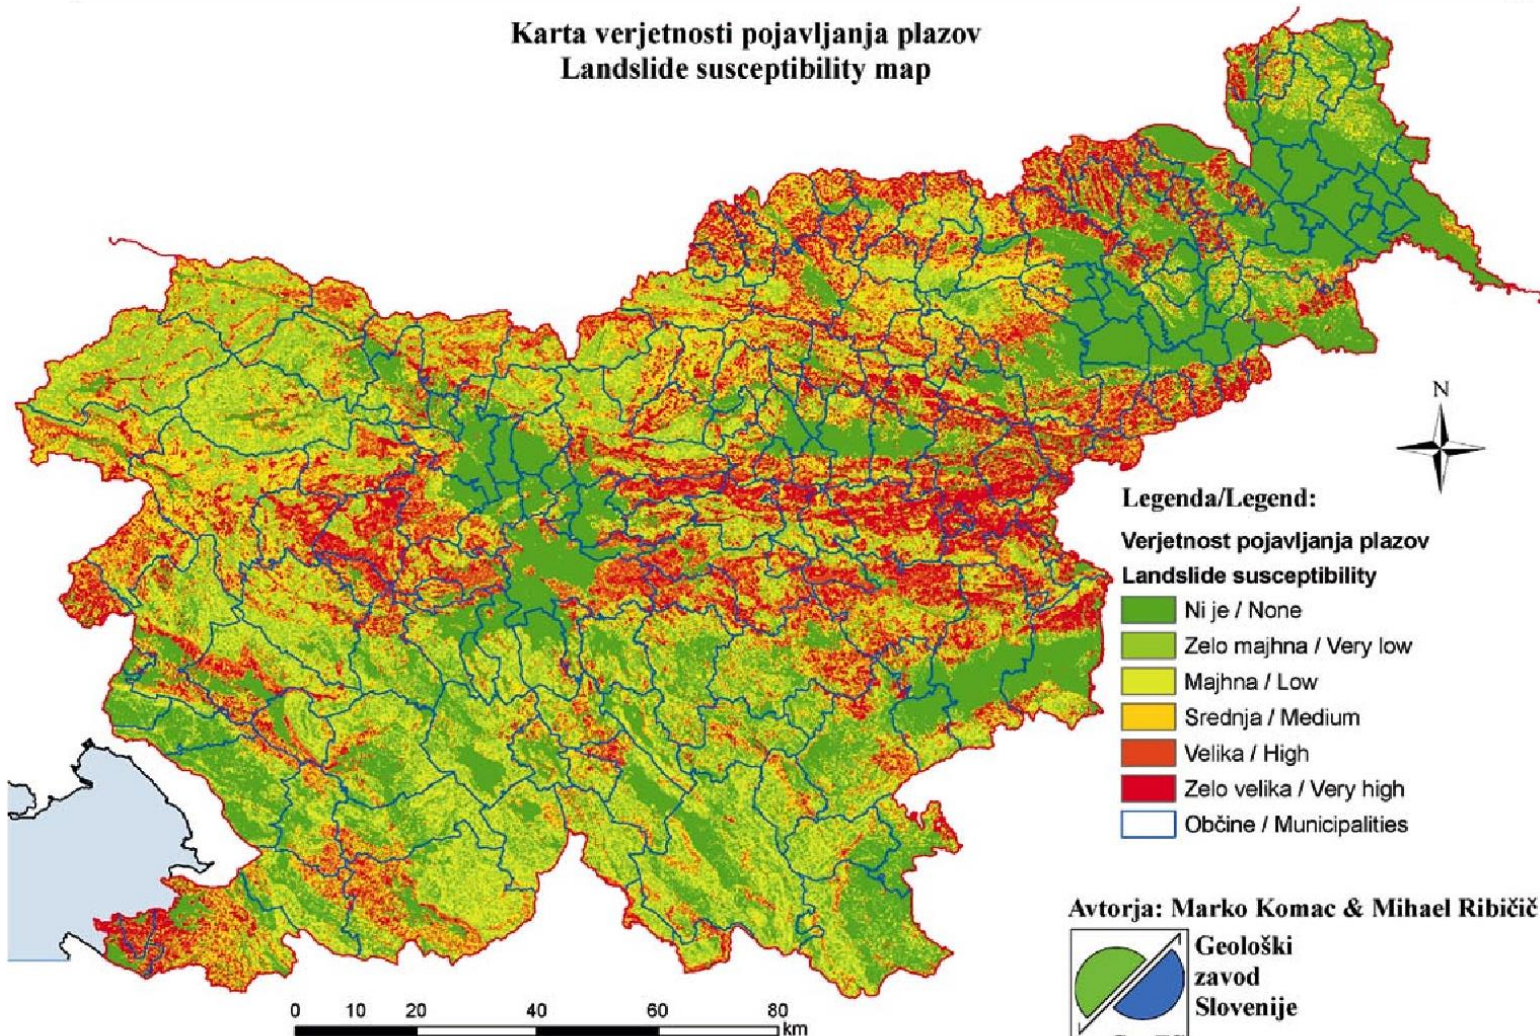 Karta verjetnosti pojavljanja plazov
Landslide susceptibility map
N
Legenda/Legend:
Verjetnost pojavljanja plazov
Landslide susceptibility
Ni je / None
Zelo majhna / Very low
Majhna / Low
Srednja / Medium
Velika / High
Zelo velika / Very high
Občine / Municipalities
Avtorja: Marko Komac & Mihael Ribičič
Geološki
zavod
Slovenije
0 10 20 40 60 80
km